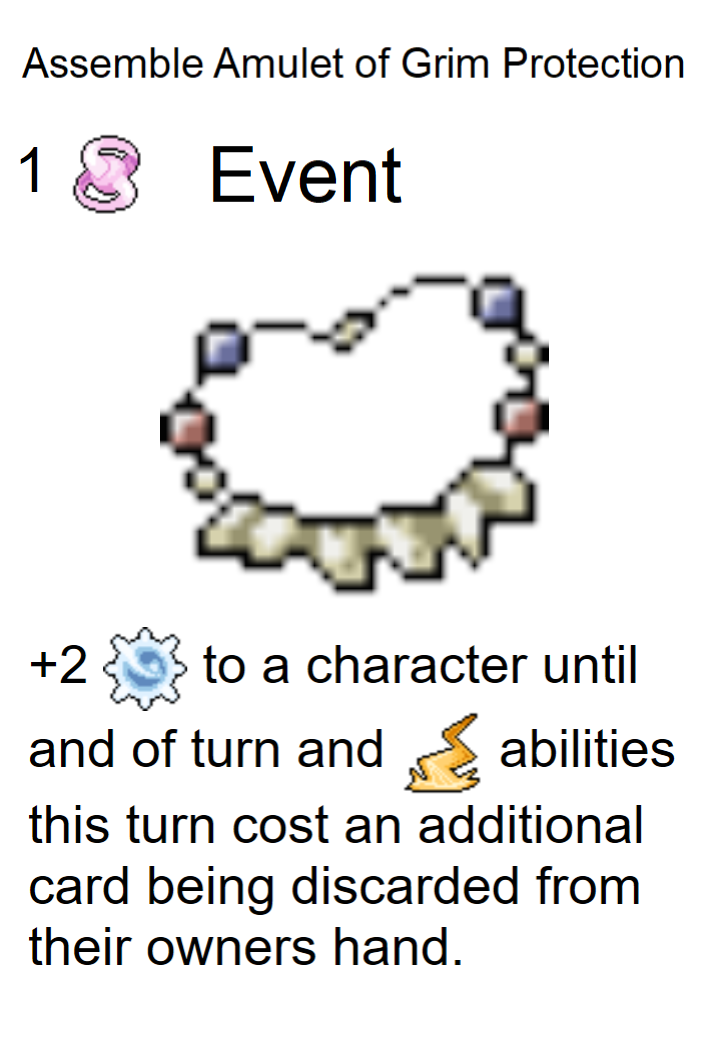 Assemble Amulet of Grim Protection
1 Event
+2 to a character until
and of turn and abilities
this turn cost an additional
card being discarded from
their owners hand.